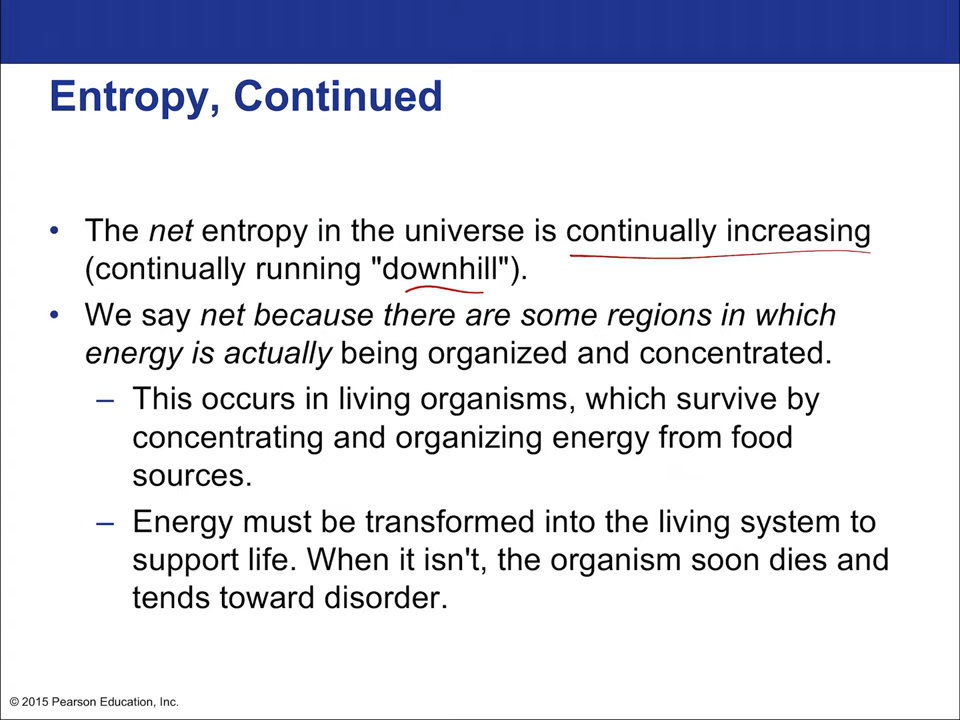 Entropy, Continued
• The net entropy in the universe is continually increasing
(continually running "downhill").
• We say net because there are some regions in which
energy is actually being organized and concentrated.
– This occurs in living organisms, which survive by
concentrating and organizing energy from food
sources.
– Energy must be transformed into the living system to
support life. When it isn't, the organism soon dies and
tends toward disorder.
© 2015 Pearson Education, Inc.